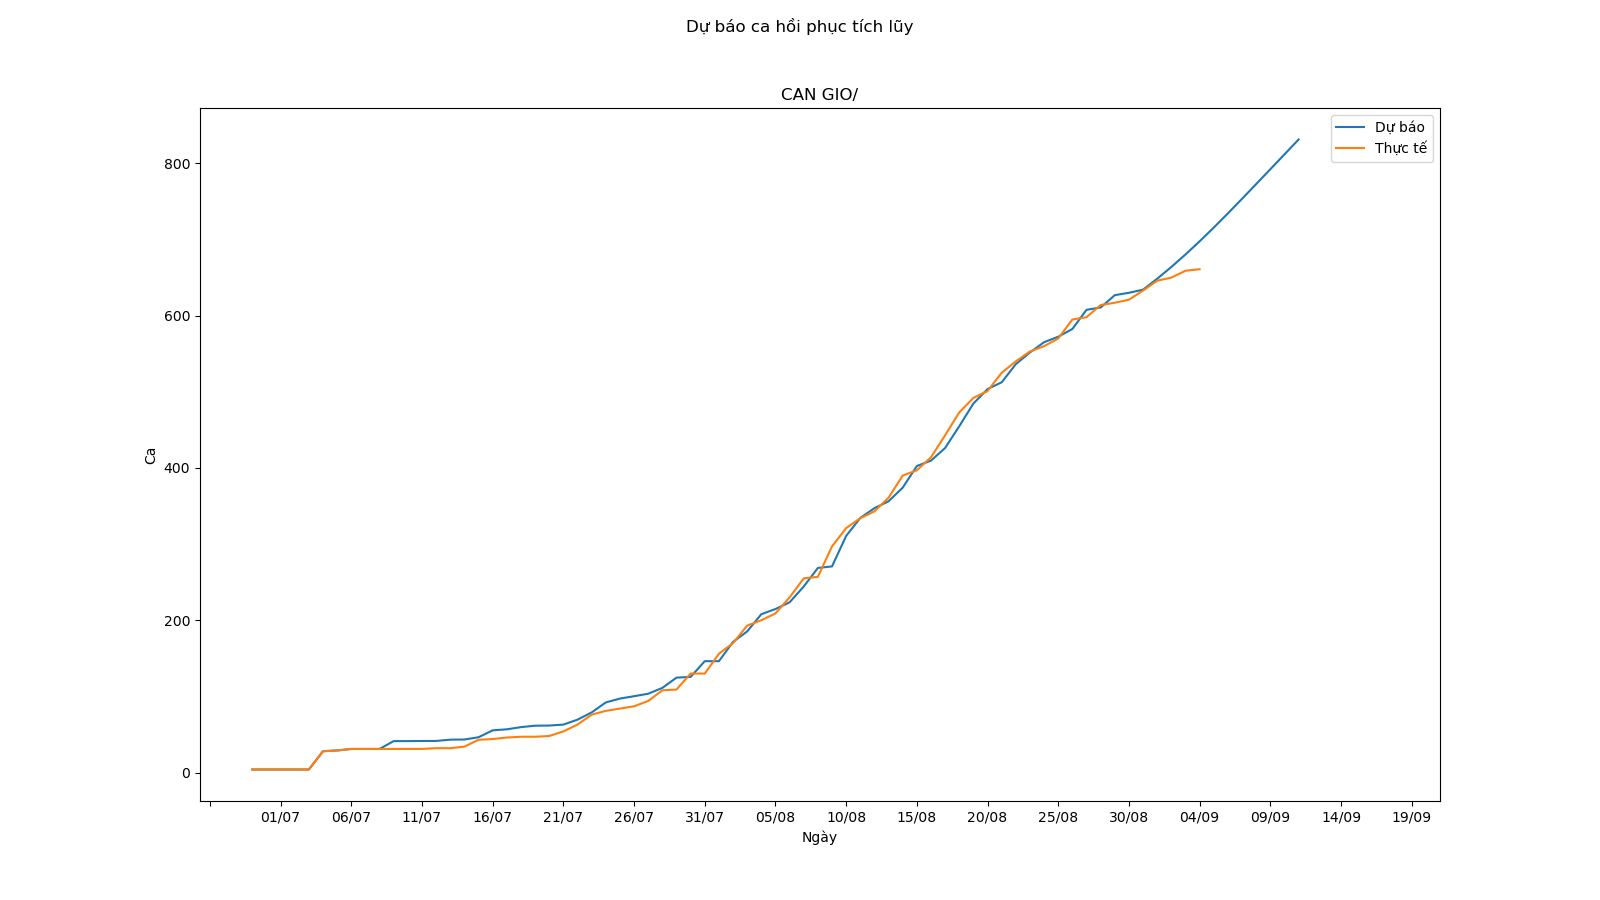 Dự báo ca hồi phục tích lũy
CAN GIO/
Dự báo
Thực tế
800
600
400
200
0
Ca
01/07 06/07 11/07 16/07 21/07 26/07 31/07 05/08 10/08 15/08 20/08 25/08 30/08 04/09 09/09 14/09 19/09
Ngày